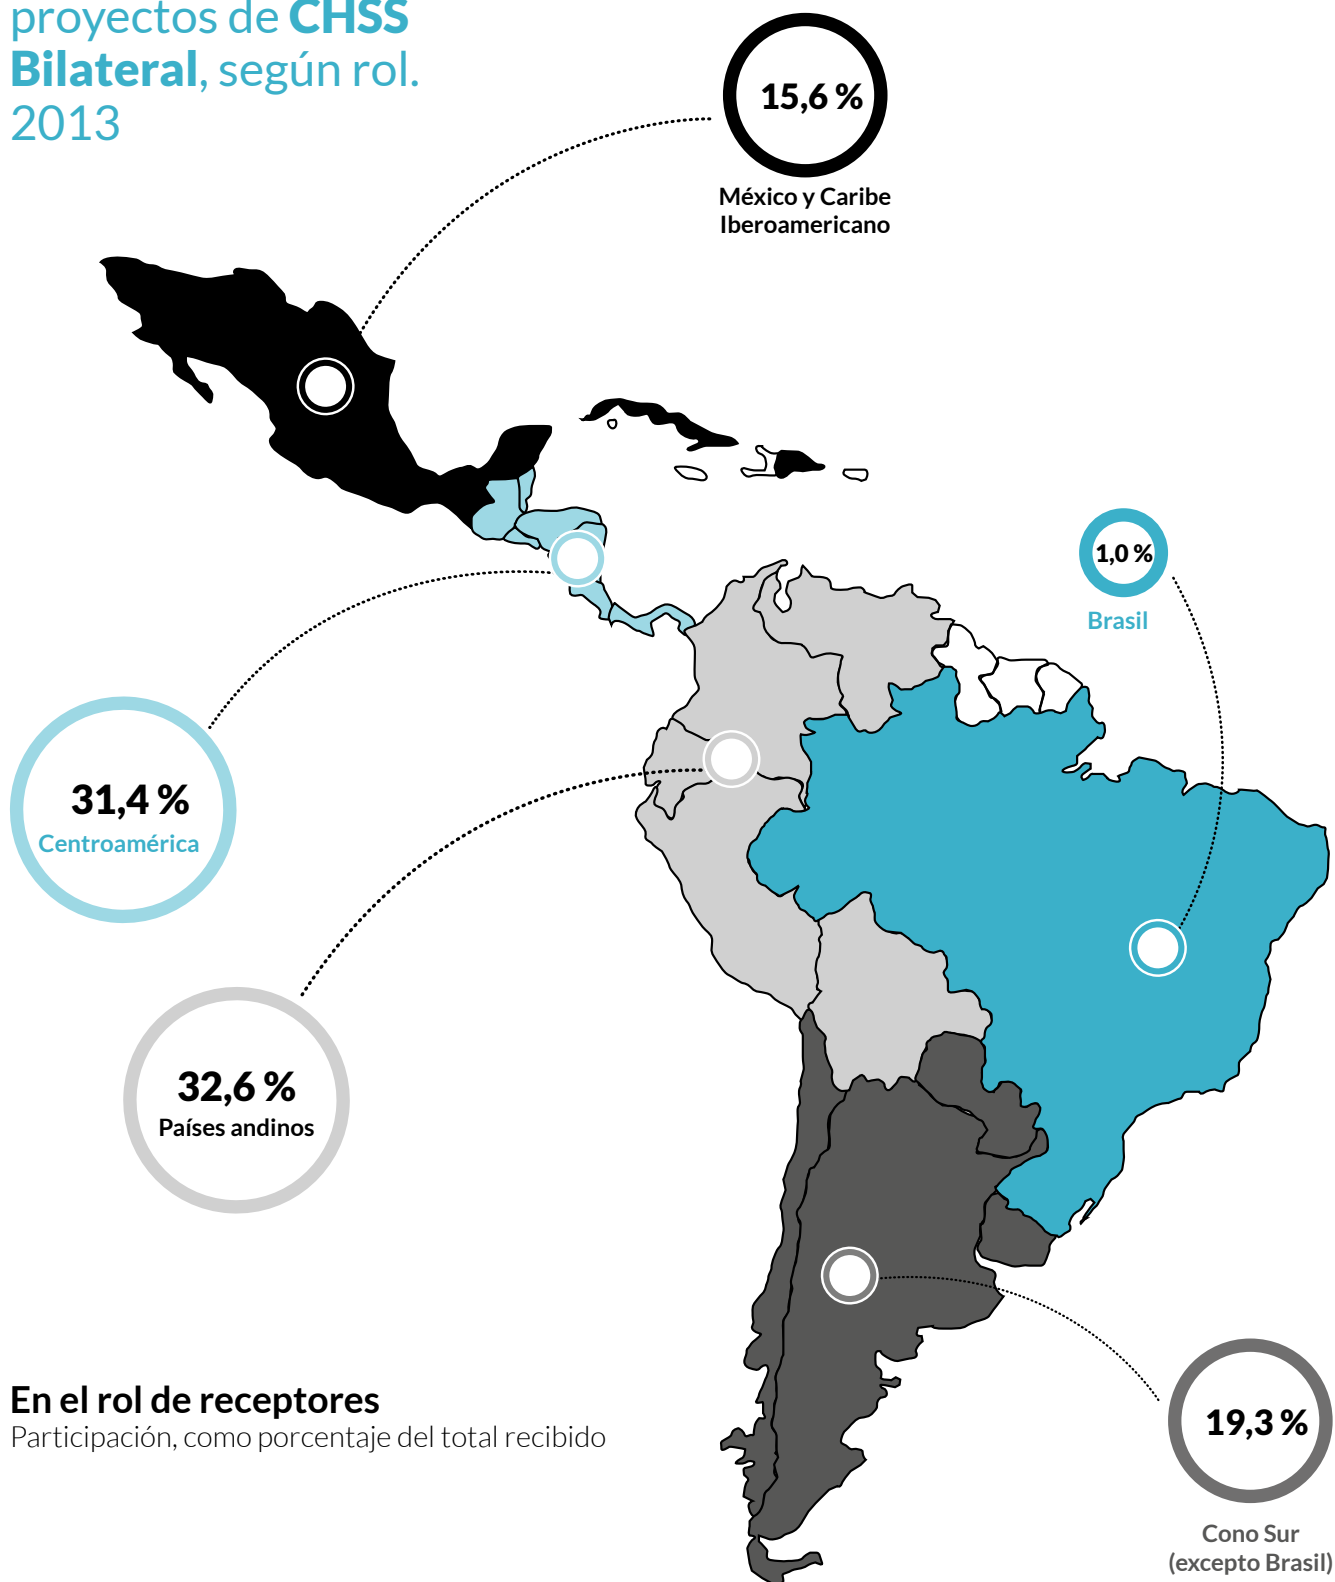 proyectos de CHSS
Bilateral, según rol.
2013
15,6 %
México y Caribe
Iberoamericano
1,0 %
Brasil
31,4 %
Centroamérica
32,6 %
Países andinos
En el rol de receptores
Participación, como porcentaje del total recibido
19,3 %
Cono Sur
(excepto Brasil)